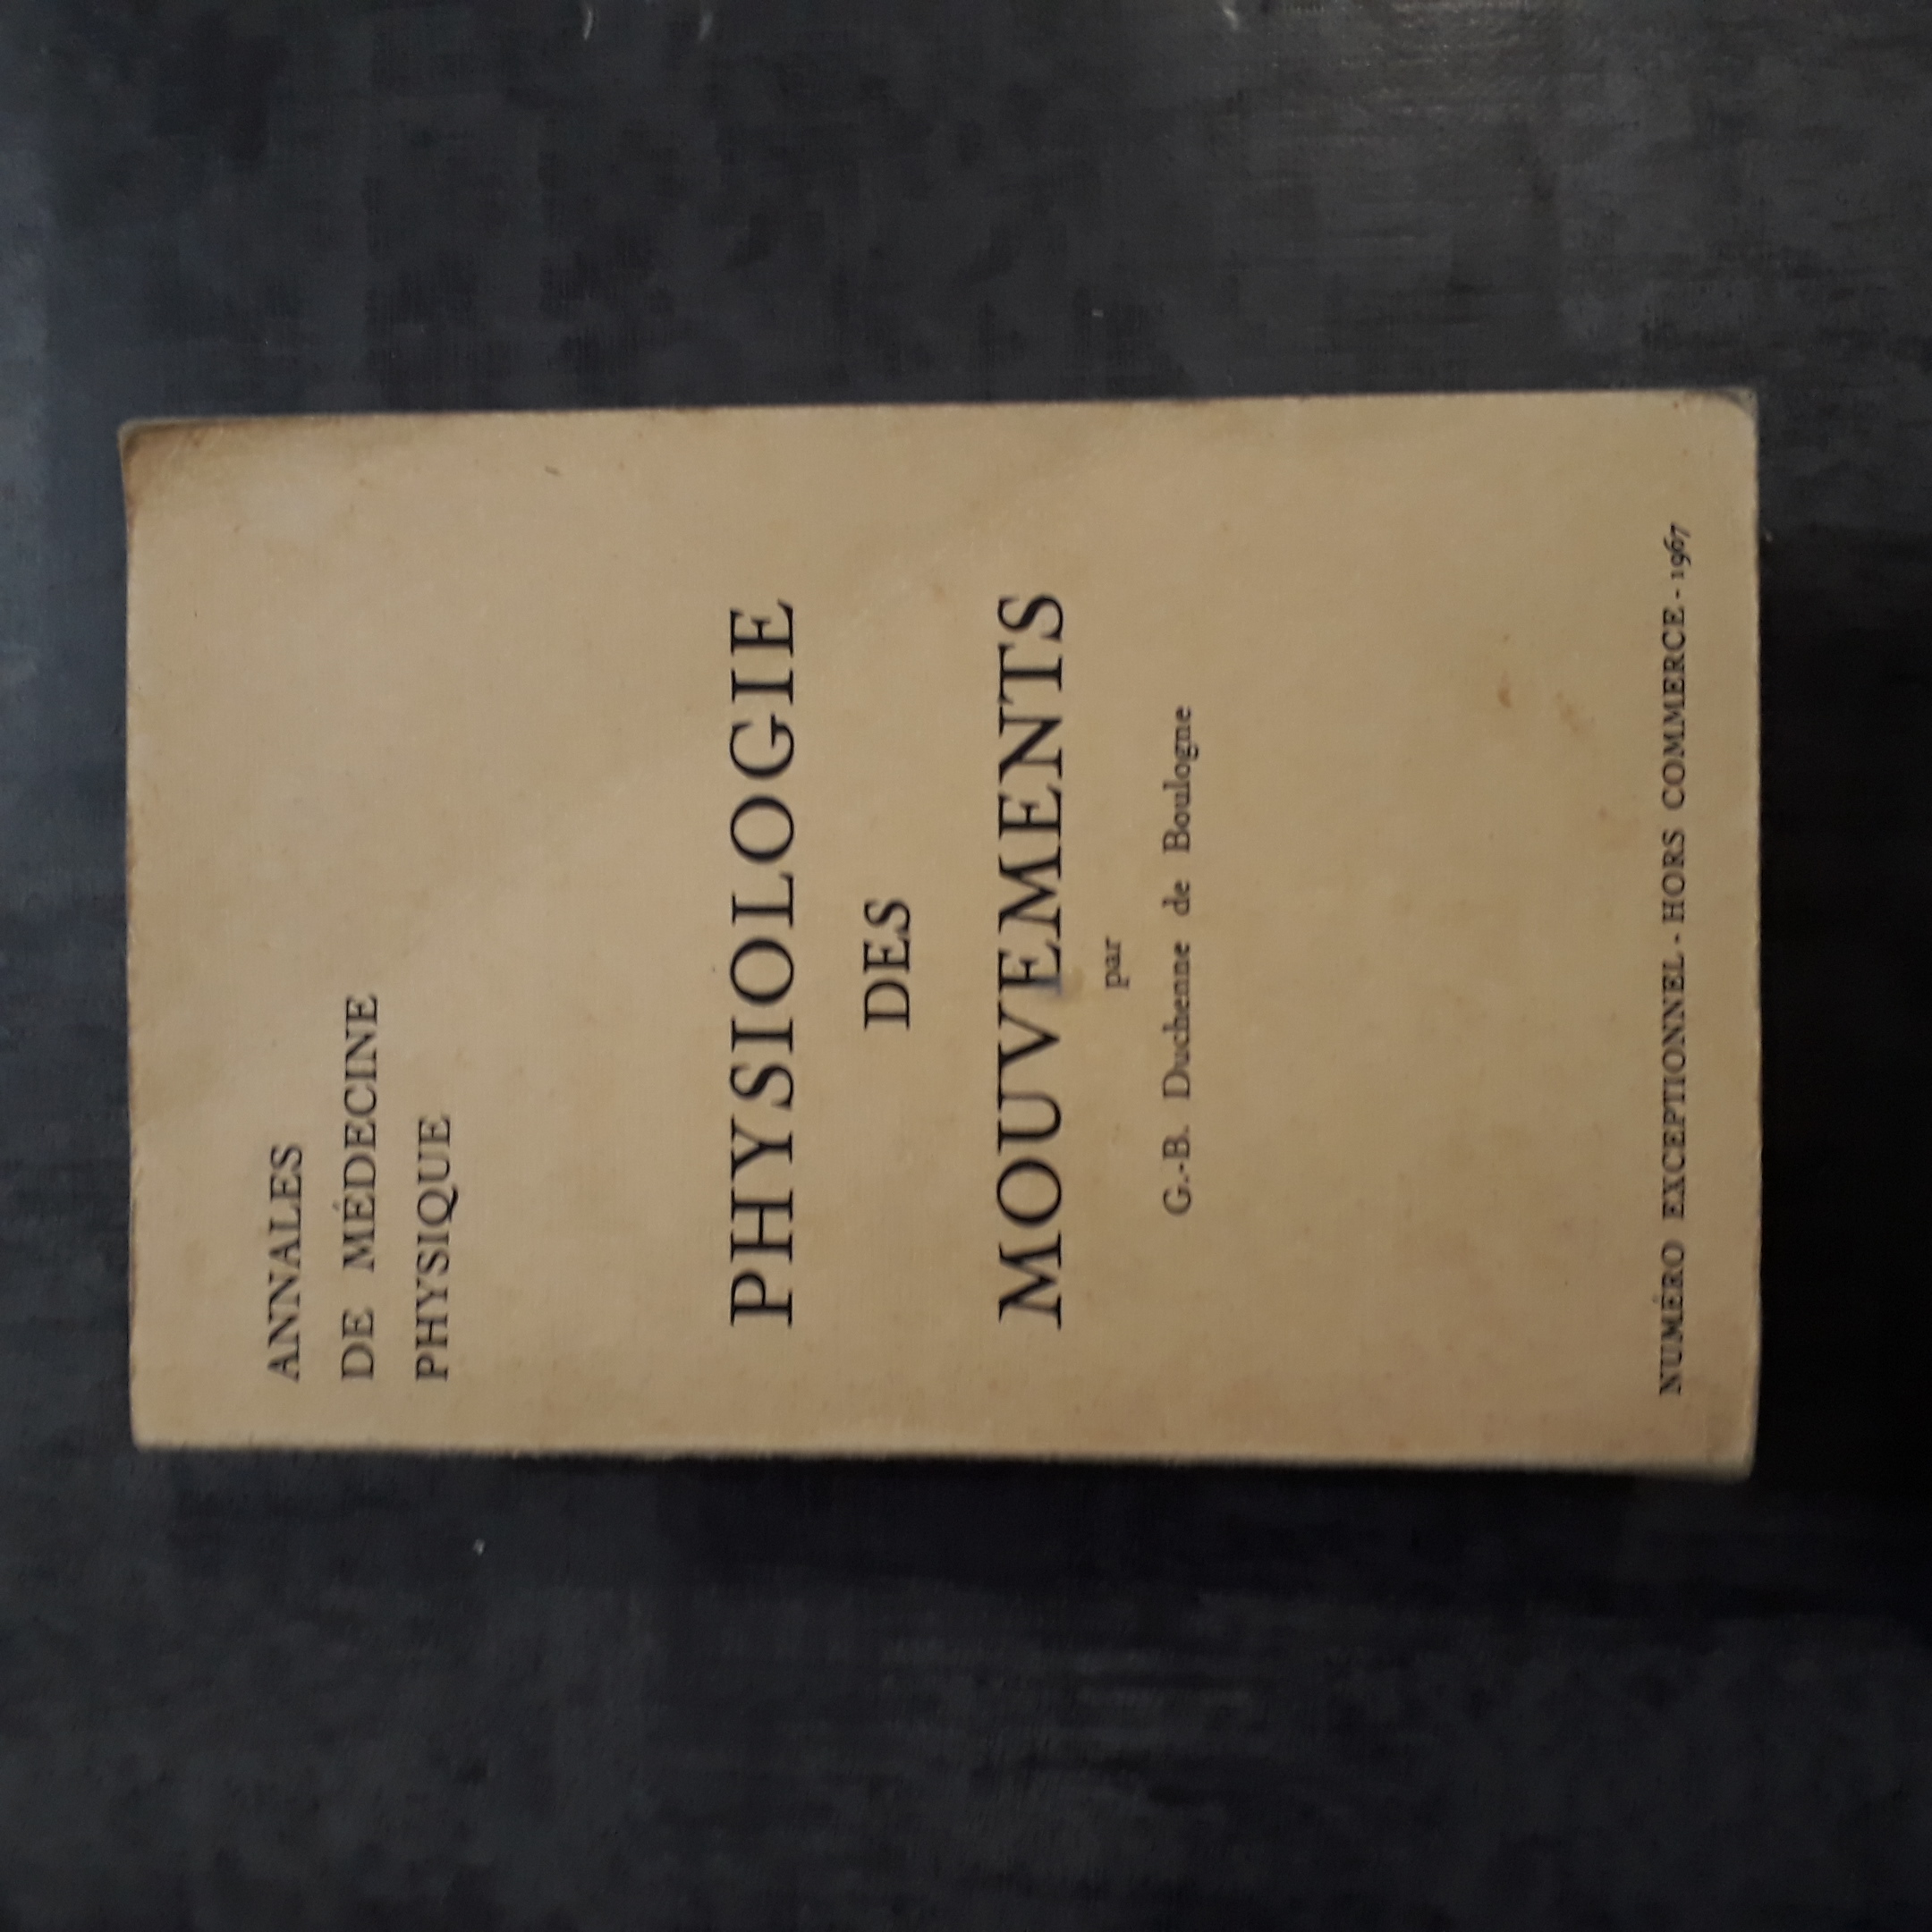 ANNALES
DE MÉDECINE
PHYSIQUE
PHYSIOLOGIE
DES
MOUVEMENTS
par
G.-B. Duchenne de Boulogne
NUMÉRO EXCEPTIONNEL - HORS COMMERCE - 1967